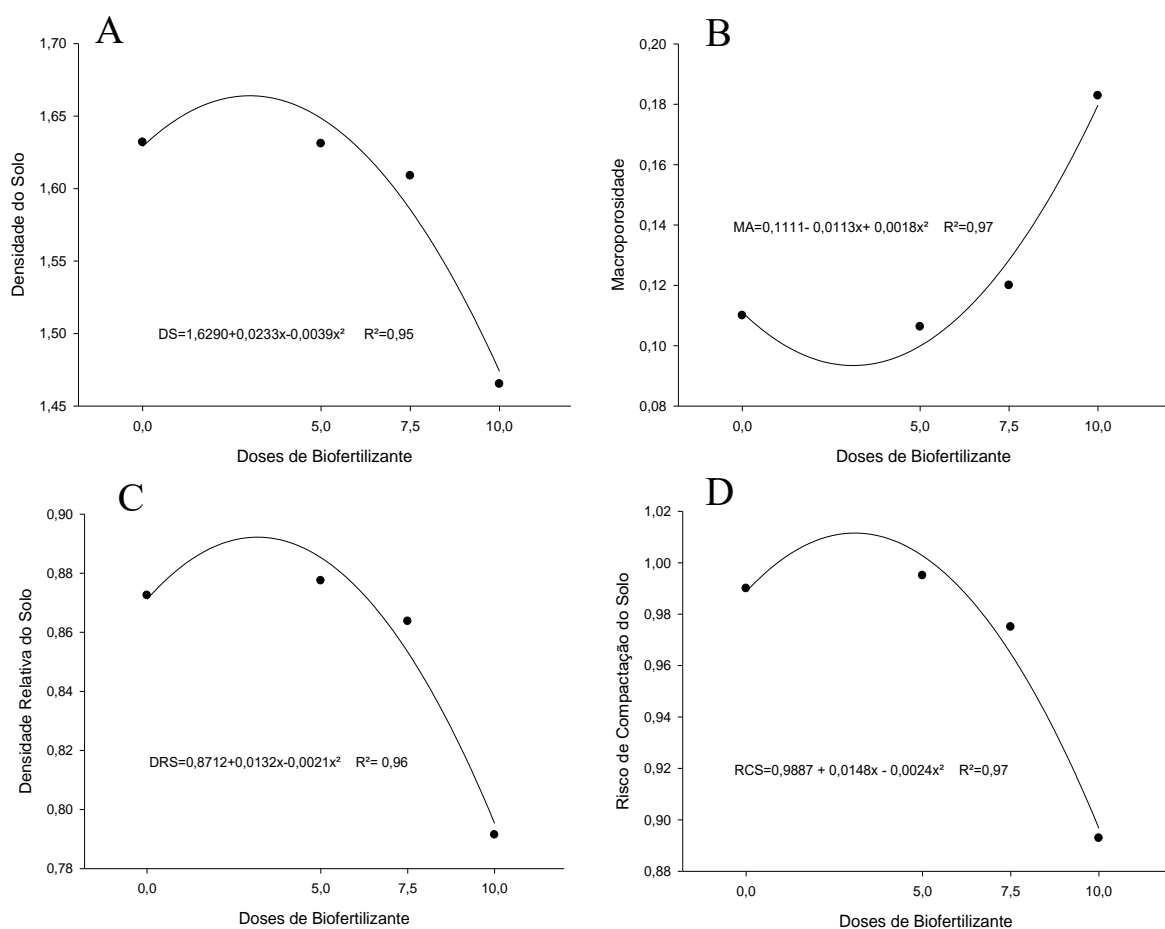 A
1,70
1,65
1,60
1,55
1,50
1,45
Densidade do Solo
DS=1,6290+0,0233x-0,0039x² R²=0,95
0,0 5,0 7,5 10,0
Doses de Biofertilizante
B
0,20
0,18
0,16
0,14
0,12
0,10
0,08
Macroporosidade
MA=0,1111- 0,0113x+ 0,0018x² R²=0,97
0,0 5,0 7,5 10,0
Doses de Biofertilizante
C
0,90
0,88
0,86
0,84
0,82
0,80
0,78
Densidade Relativa do Solo
DRS=0,8712+0,0132x-0,0021x² R²= 0,96
0,0 5,0 7,5 10,0
Doses de Biofertilizante
D
1,02
1,00
0,98
0,96
0,94
0,92
0,90
0,88
Risco de Compactação do Solo
RCS=0,9887 + 0,0148x - 0,0024x² R²=0,97
0,0 5,0 7,5 10,0
Doses de Biofertilizante